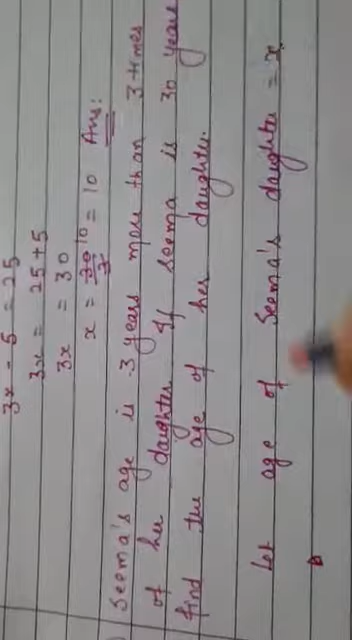 3x - 5 = 25
3x = 25+5
3x = 30
x = 30/3 10 = 10 Ans:
Seema's age is 3 years more than 3 times
of her daughter. If seema is 30 years
find the age of her daughter.
Let age of Seema's daughter = x